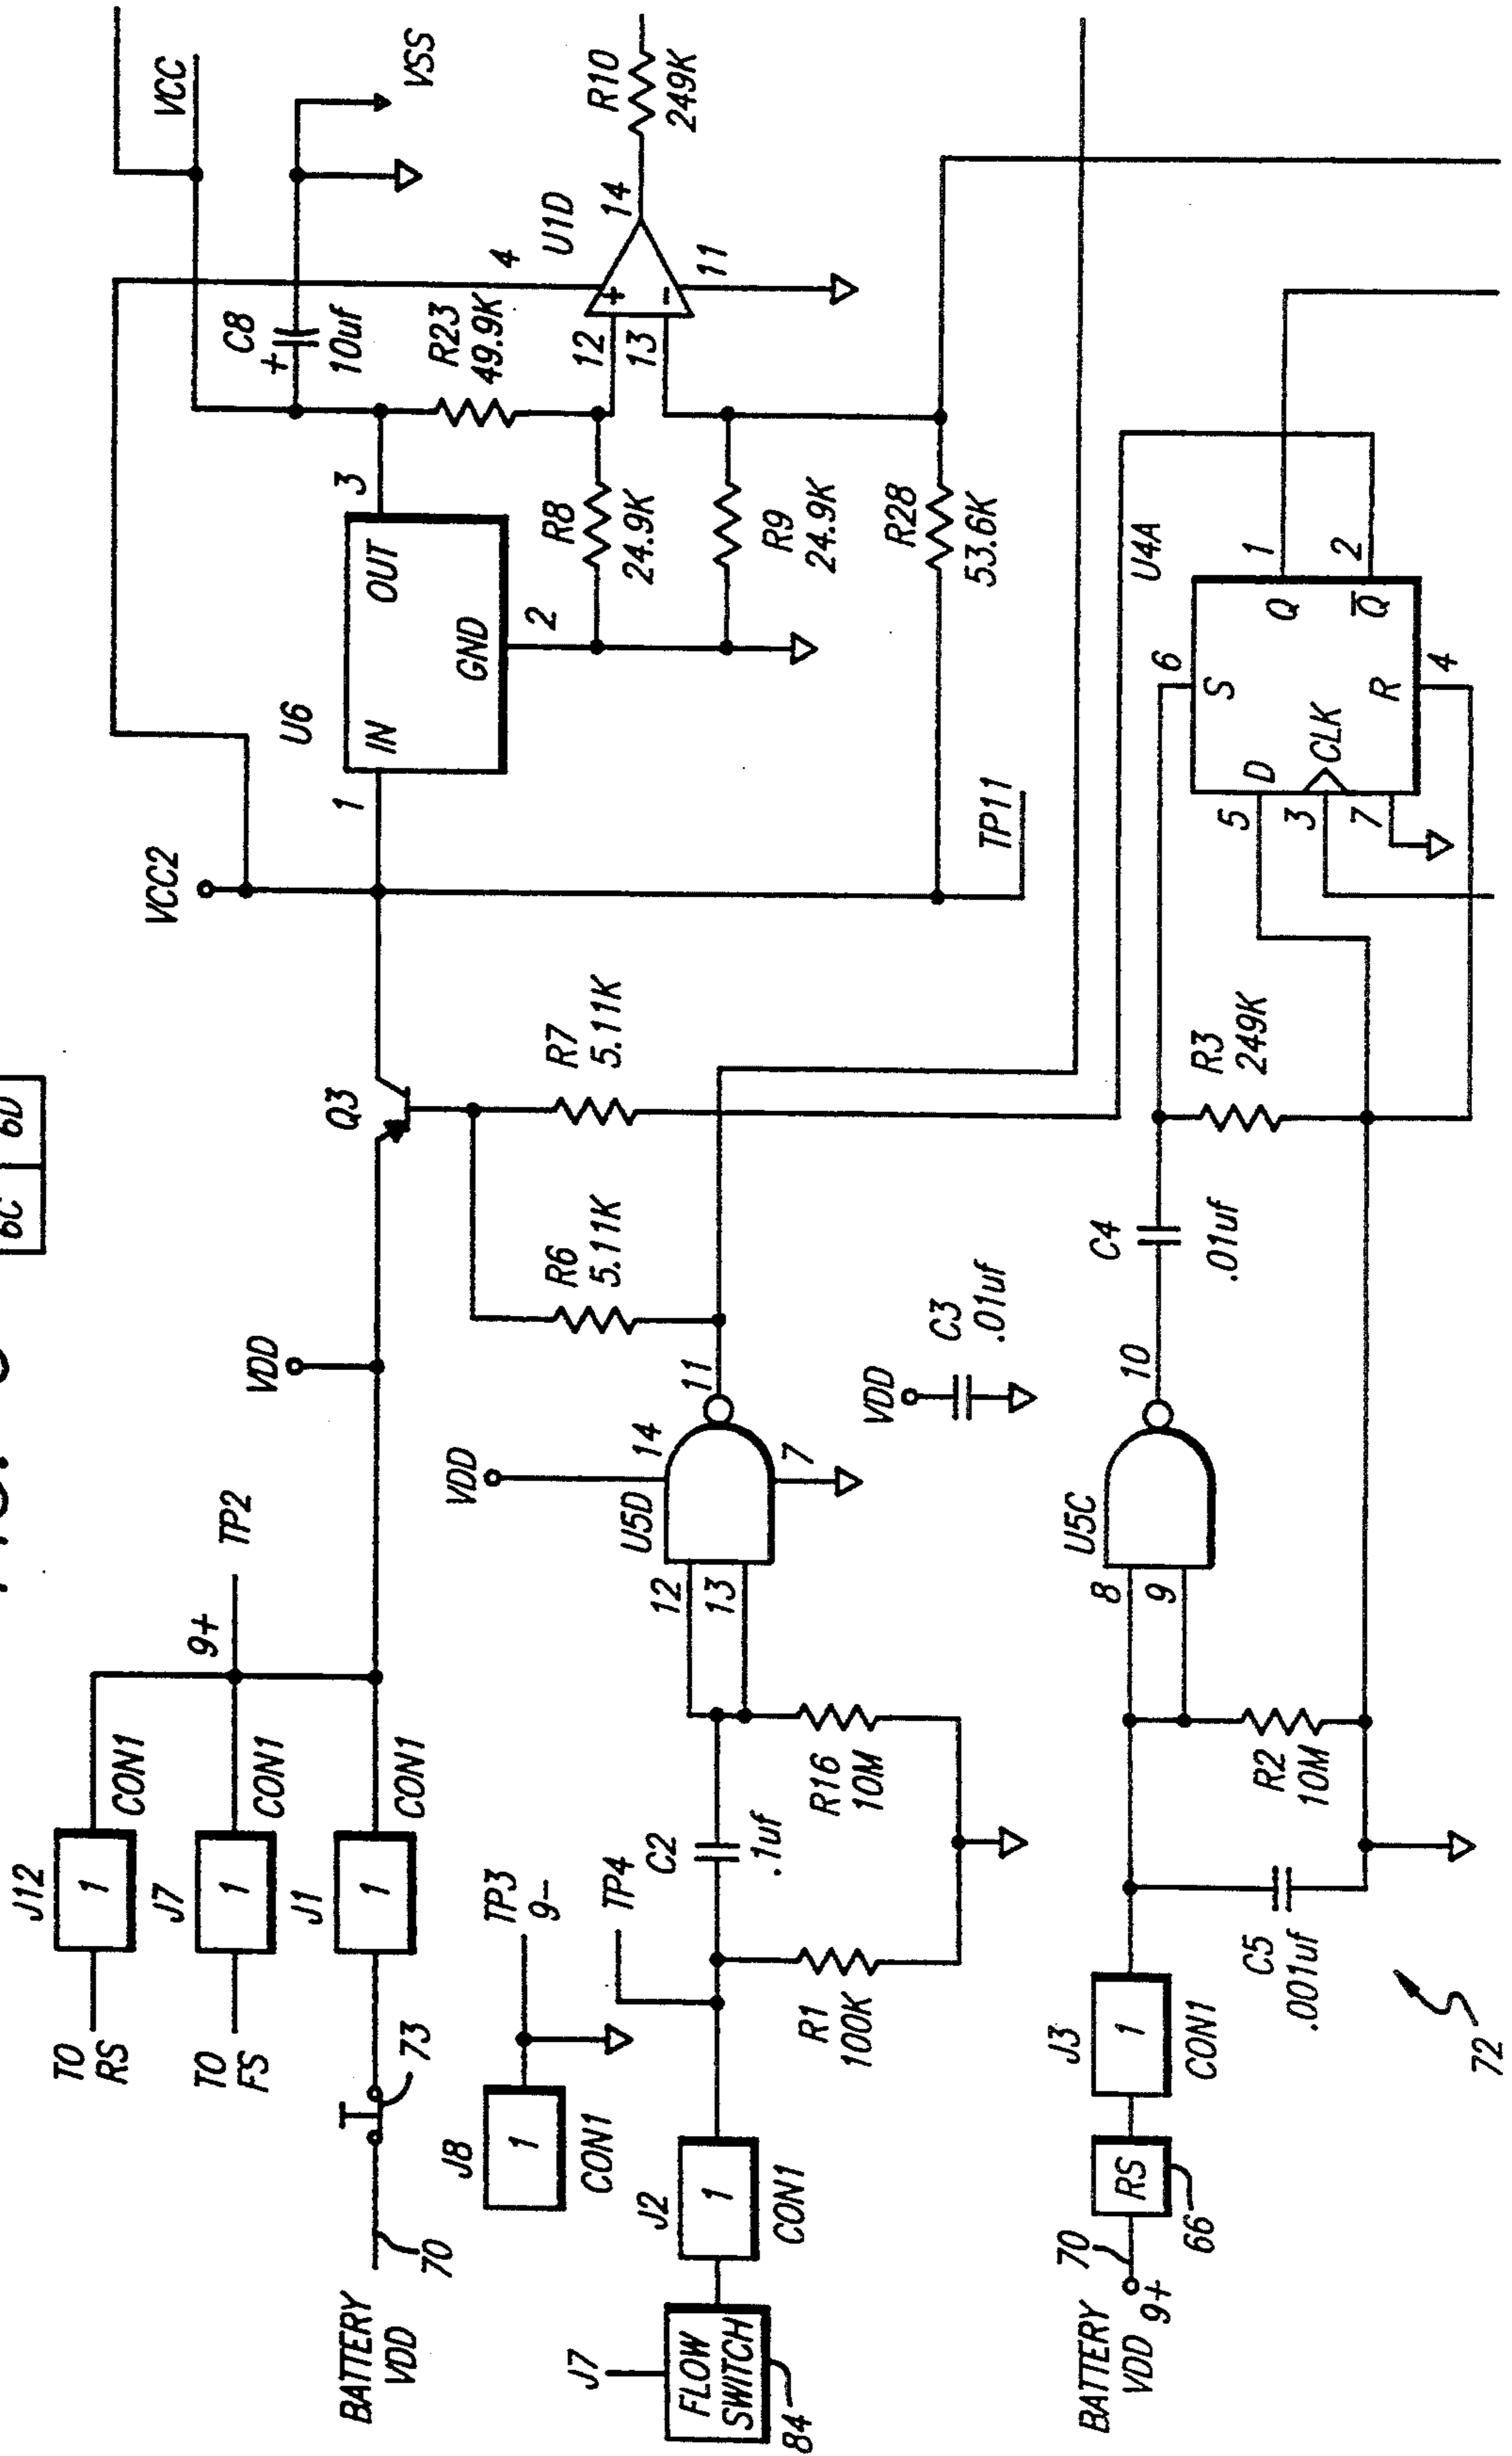 6C 6D
TO
RS
J12
1
CON1
TO
FS
J7
1
CON1
9+
TP2
BATTERY
VDD
70
73
J1
1
CON1
VDD
Q3
VCC2
1
U6
IN
OUT
GND
3
2
C8
+
10uf
VCC
VSS
R23
49.9K
4
U1D
12
13
+
-
14
11
R10
249K
R8
24.9K
R9
24.9K
R28
53.6K
TP11
R6
5.11K
R7
5.11K
J8
1
CON1
TP3
9-
TP4
J7
FLOW
SWITCH
84
J2
1
CON1
C2
.1uf
R1
100K
R16
10M
VDD
U5D
12
13
14
7
11
VDD
C3
.01uf
BATTERY
VDD
9+
70
RS
66
J3
1
CON1
C5
.001uf
R2
10M
U5C
8
9
10
C4
.01uf
R3
249K
U4A
5
3
7
6
4
1
2
D
CLK
S
R
Q
Q̅
72